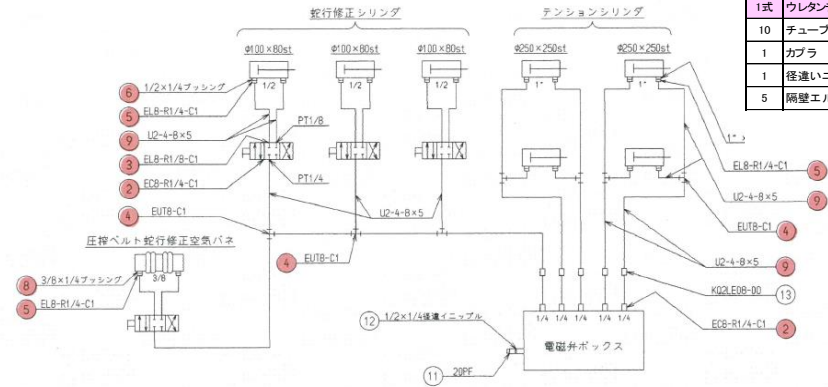 蛇行修正シリンダ
テンションシリンダ
1式 ウレタン
10 チューブ
1 カプラ
1 径違いニ
5 隔壁エル
φ100×80st
φ100×80st
φ100×80st
φ250×250st
φ250×250st
1/2
1/2
1/2
1"
1"
6 1/2×1/4ブッシング
5 EL8-R1/4-C1
9 U2-4-8×5
PT1/8
3 EL8-R1/8-C1
2 EC8-R1/4-C1
PT1/4
4 EUT8-C1
U2-4-8×5
EL8-R1/4-C1 5
U2-4-8×5 9
EUT8-C1 4
圧搾ベルト蛇行修正空気バネ
4 EUT8-C1
U2-4-8×5 9
8 3/8×1/4ブッシング
3/8
5 EL8-R1/4-C1
KQ2LE08-00 13
1/4 1/4 1/4 1/4 1/4
EC8-R1/4-C1 2
12 1/2×1/4径違イニップル
電磁弁ボックス
11 20PF